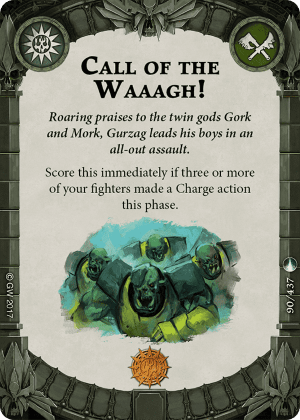 CALL OF THE
WAAAGH!
Roaring praises to the twin gods Gork
and Mork, Gurzag leads his boys in an
all-out assault.
Score this immediately if three or more
of your fighters made a Charge action
this phase.
© GW 2017
90/437